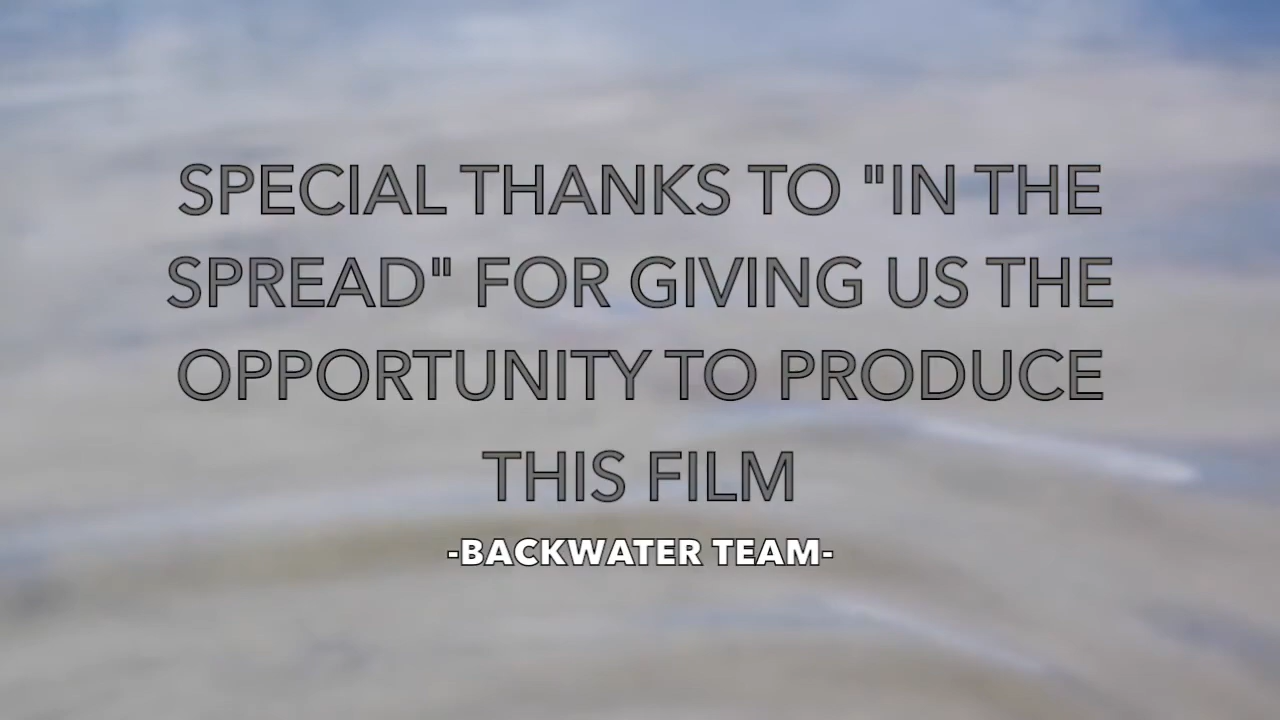 SPECIAL THANKS TO "IN THE
SPREAD" FOR GIVING US THE
OPPORTUNITY TO PRODUCE
THIS FILM
-BACKWATER TEAM-